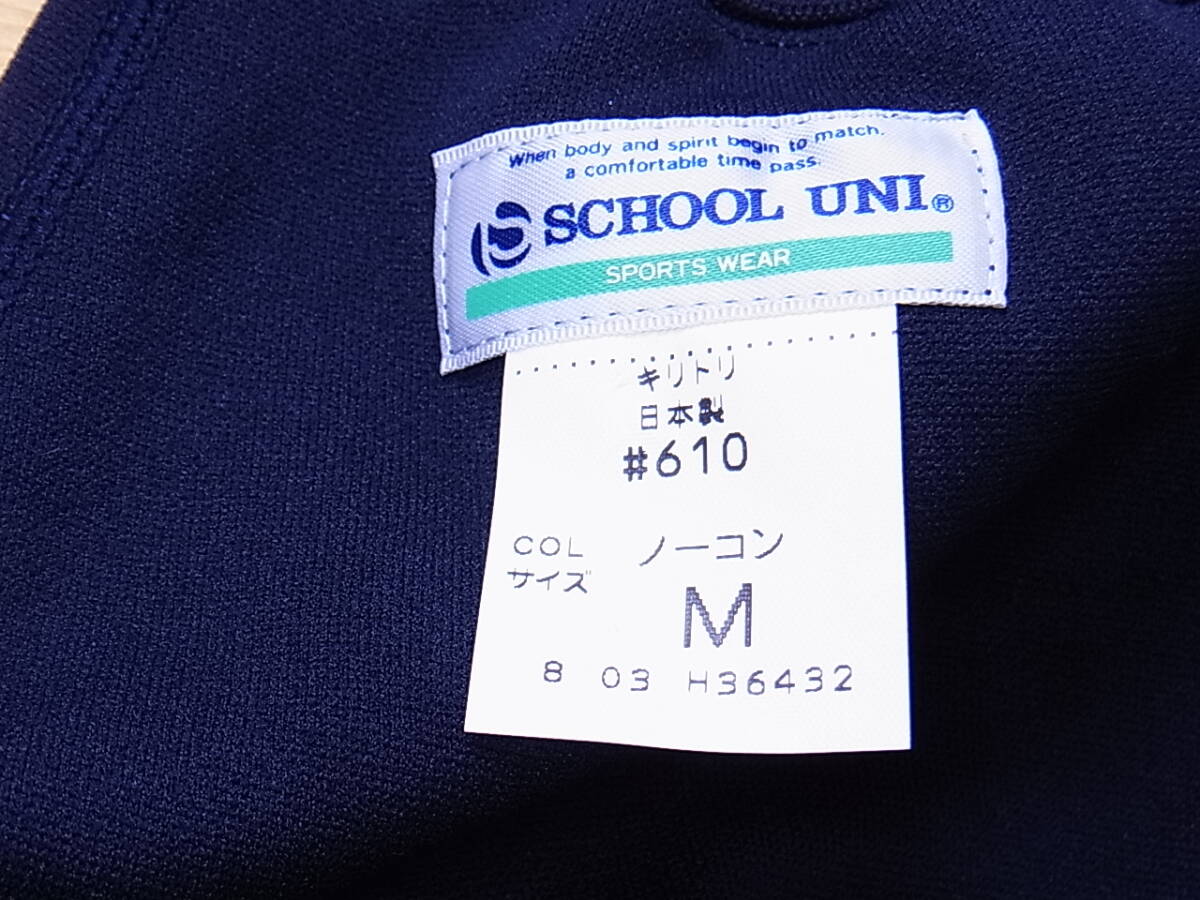 When body and spirit begin to match.
a comfortable time pass.
SCHOOL UNI®
SPORTS WEAR
キリトリ
日本製
#610
COL ノーコン
サイズ M
8 03 H36432